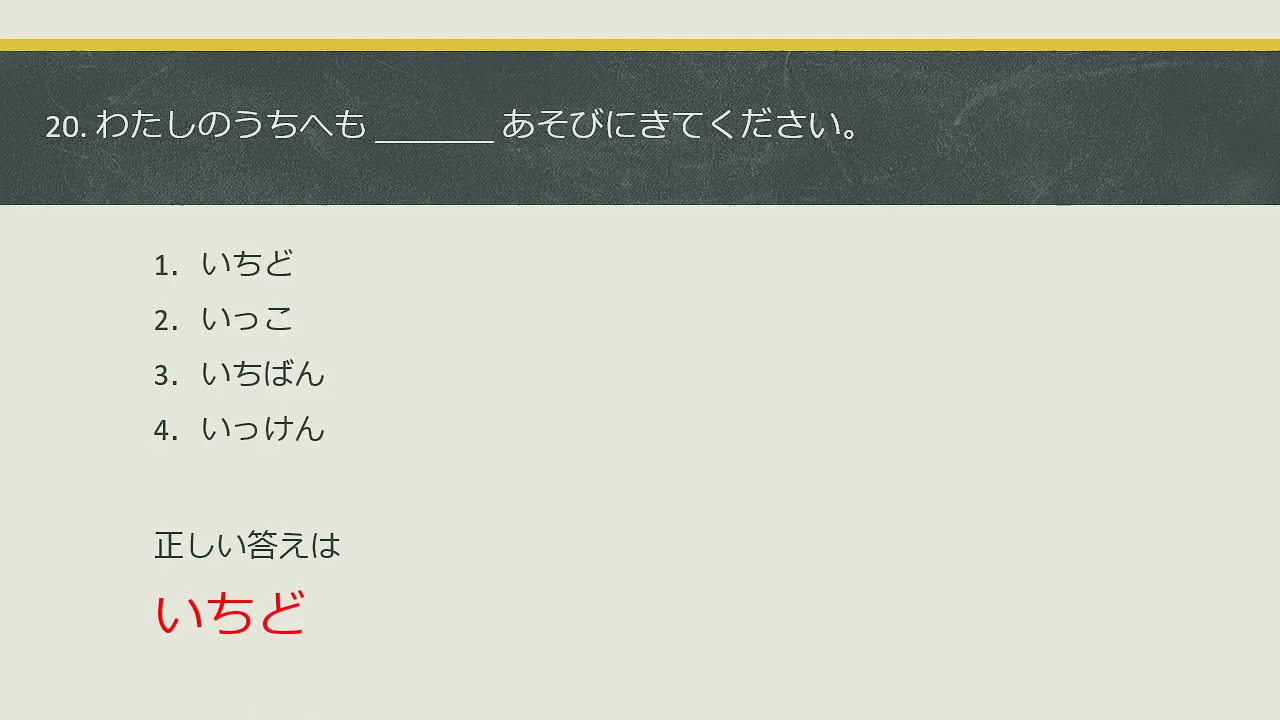 20. わたしのうちへも ________ あそびにきてください。
1. いちど
2. いっこ
3. いちばん
4. いっけん
正しい答えは
いちど